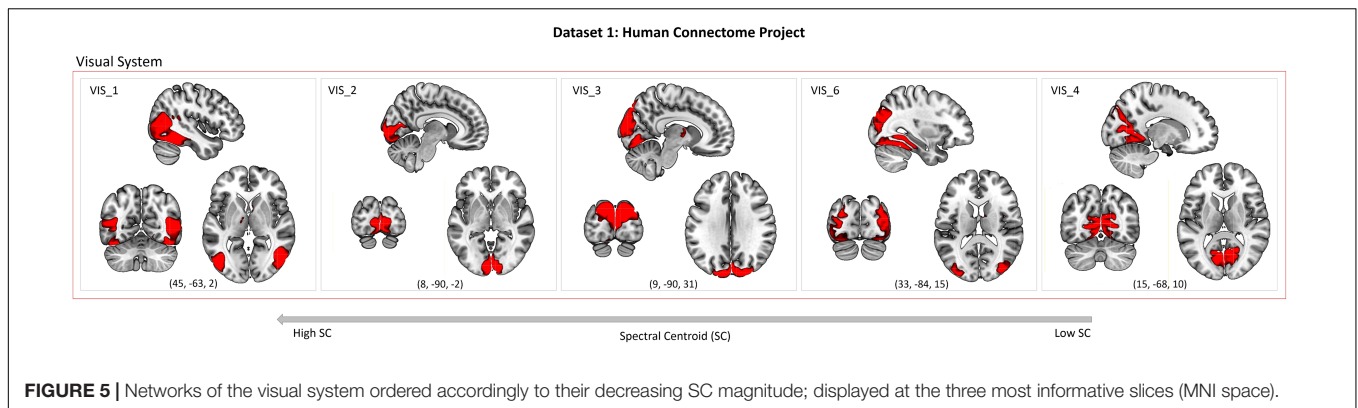 Dataset 1: Human Connectome Project
Visual System
VIS_1
VIS_2
VIS_3
VIS_6
VIS_4
(45, -63, 2)
(8, -90, -2)
(9, -90, 31)
(33, -84, 15)
(15, -68, 10)
High SC
Spectral Centroid (SC)
Low SC
FIGURE 5 | Networks of the visual system ordered accordingly to their decreasing SC magnitude; displayed at the three most informative slices (MNI space).